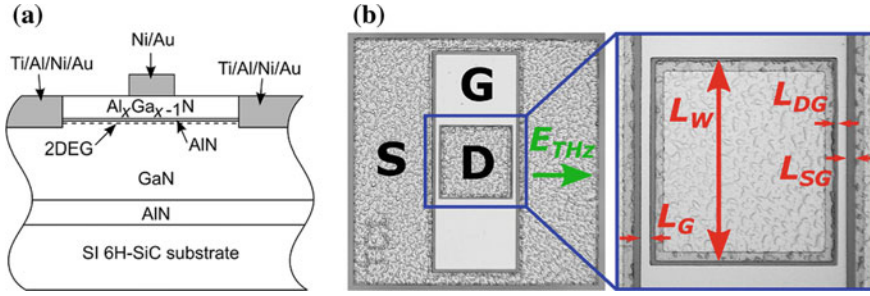 (a)
Ni/Au
Ti/Al/Ni/Au
Ti/Al/Ni/Au
AlxGax-1N
2DEG
AlN
GaN
AlN
SI 6H-SiC substrate
(b)
G
S
D
ETHz
LW
LDG
LSG
LG